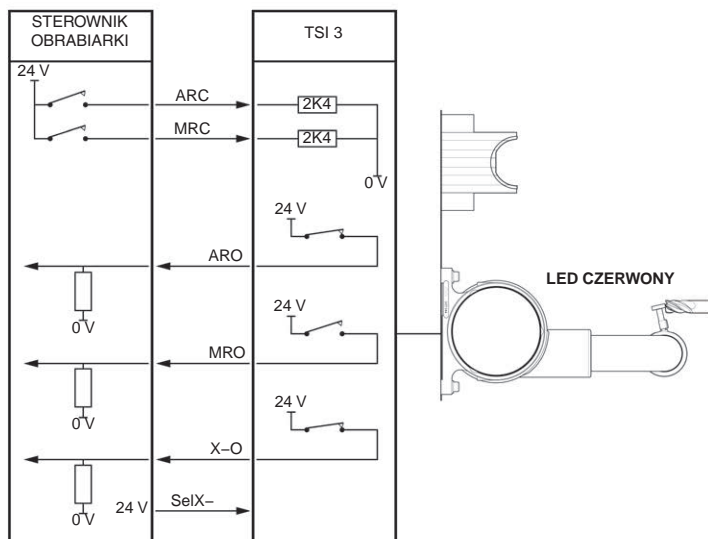 STEROWNIK
OBRABIARKI
TSI 3
24 V
ARC
2K4
MRC
2K4
0 V
24 V
ARO
0 V
LED CZERWONY
24 V
MRO
0 V
24 V
X–O
0 V
24 V
SelX–